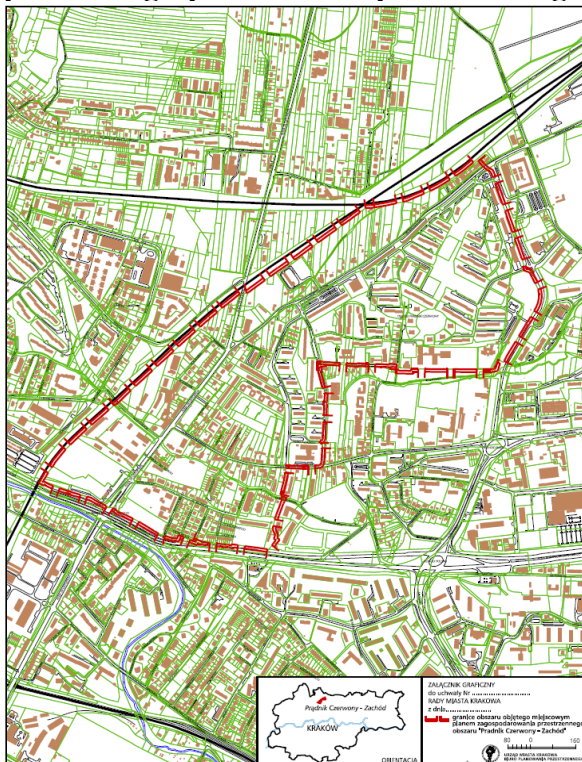 Prądnik Czerwony - Zachód
KRAKÓW
ORIENTACJA
ZAŁĄCZNIK GRAFICZNY
do uchwały Nr ............................
RADY MIASTA KRAKOWA
z dnia.....................
granice obszaru objętego miejscowym
planem zagospodarowania przestrzennego
obszaru "Prądnik Czerwony – Zachód"
80 0 160
URZĄD MIASTA KRAKOWA
BIURO PLANOWANIA PRZESTRZENNEGO